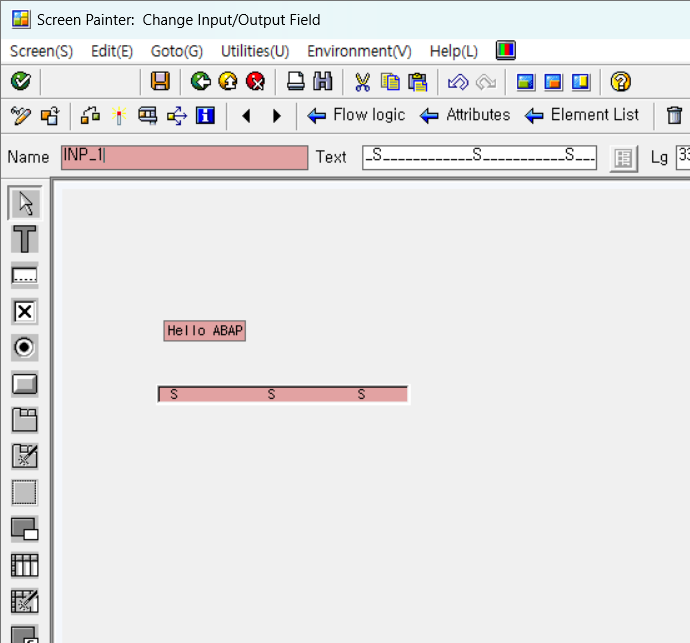 Screen Painter: Change Input/Output Field
Screen(S) Edit(E) Goto(G) Utilities(U) Environment(V) Help(L)
Flow logic Attributes Element List
Name INP_1 Text _S____________S___________S___ Lg 33
Hello ABAP
S S S